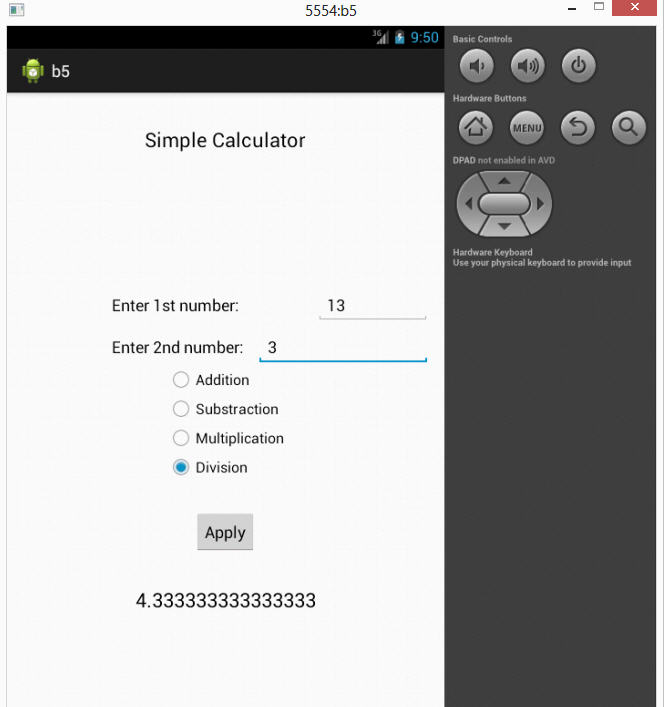 5554:b5
3G 9:50
b5
Simple Calculator
Enter 1st number: 13
Enter 2nd number: 3
Addition
Substraction
Multiplication
Division
Apply
4.333333333333333
Basic Controls
Hardware Buttons
MENU
DPAD not enabled in AVD
Hardware Keyboard
Use your physical keyboard to provide input